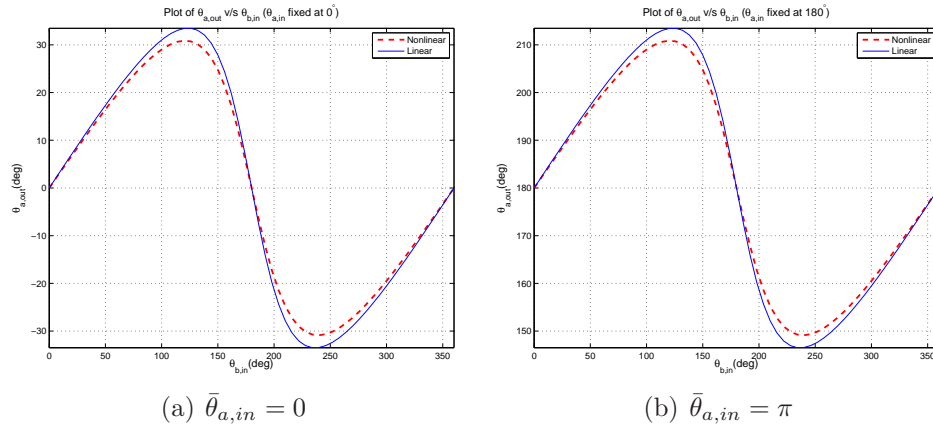 Plot of θa,out v/s θb,in (θa,in fixed at 0°)
Nonlinear
Linear
30
20
10
0
−10
−20
−30
0 50 100 150 200 250 300 350
θb,in(deg)
θa,out(deg)
(a) θ̄a,in = 0
Plot of θa,out v/s θb,in (θa,in fixed at 180°)
Nonlinear
Linear
210
200
190
180
170
160
150
0 50 100 150 200 250 300 350
θb,in(deg)
θa,out(deg)
(b) θ̄a,in = π